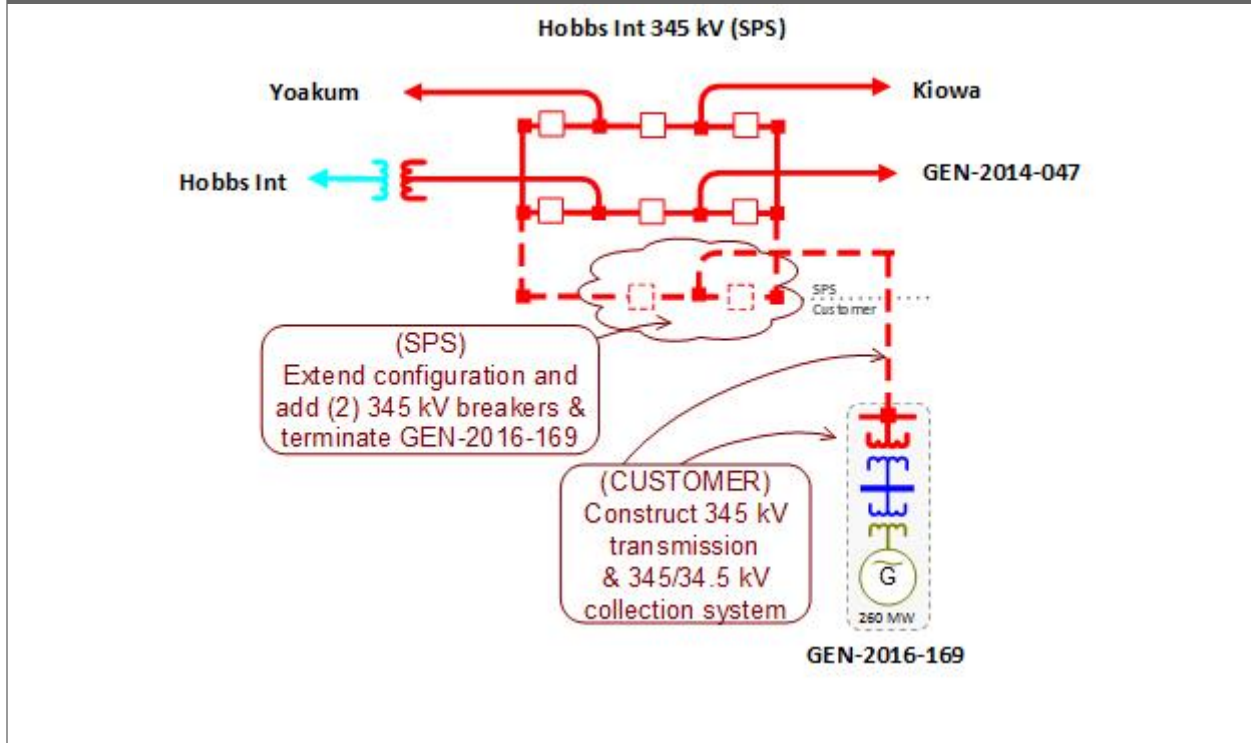 Hobbs Int 345 kV (SPS)
Yoakum
Kiowa
Hobbs Int
GEN-2014-047
SPS
Customer
(SPS)
Extend configuration and
add (2) 345 kV breakers &
terminate GEN-2016-169
(CUSTOMER)
Construct 345 kV
transmission
& 345/34.5 kV
collection system
G
260 MW
GEN-2016-169